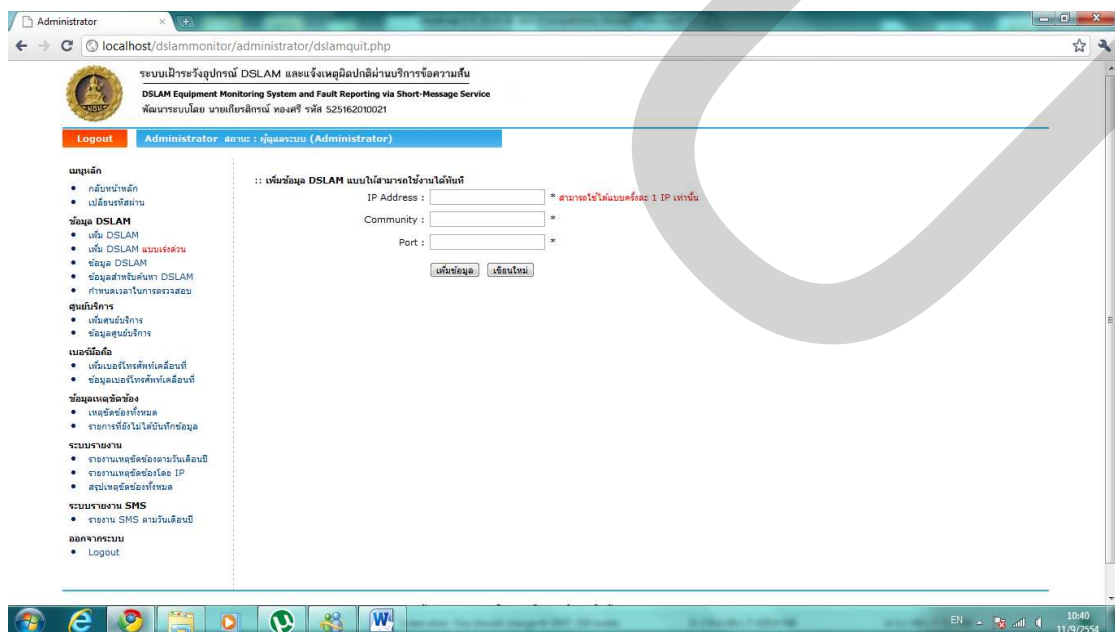 Administrator
localhost/dslammonitor/administrator/dslamquit.php
ระบบเฝ้าระวังอุปกรณ์ DSLAM และแจ้งเหตุผิดปกติผ่านบริการข้อความสั้น
DSLAM Equipment Monitoring System and Fault Reporting via Short-Message Service
พัฒนาระบบโดย นายเกียรติกรณ์ ทองศรี รหัส 525162010021
Logout
Administrator สถานะ : ผู้ดูแลระบบ (Administrator)
เมนูหลัก
กลับหน้าหลัก
เปลี่ยนรหัสผ่าน
ข้อมูล DSLAM
เพิ่ม DSLAM
เพิ่ม DSLAM แบบเร่งด่วน
ข้อมูล DSLAM
ข้อมูลสำหรับค้นหา DSLAM
กำหนดเวลาในการตรวจสอบ
ศูนย์บริการ
เพิ่มศูนย์บริการ
ข้อมูลศูนย์บริการ
เบอร์มือถือ
เพิ่มเบอร์โทรศัพท์เคลื่อนที่
ข้อมูลเบอร์โทรศัพท์เคลื่อนที่
ข้อมูลเหตุขัดข้อง
เหตุขัดข้องทั้งหมด
รายการที่ยังไม่ได้บันทึกข้อมูล
ระบบรายงาน
รายงานเหตุขัดข้องตามวันเดือนปี
รายงานเหตุขัดข้องโดย IP
สรุปเหตุขัดข้องทั้งหมด
ระบบรายงาน SMS
รายงาน SMS ตามวันเดือนปี
ออกจากระบบ
Logout
:: เพิ่มข้อมูล DSLAM แบบให้สามารถใช้งานได้ทันที
IP Address : * สามารถใช้ได้แบบครั้งละ 1 IP เท่านั้น
Community : *
Port : *
เพิ่มข้อมูล เขียนใหม่
EN
10:40
11/9/2554